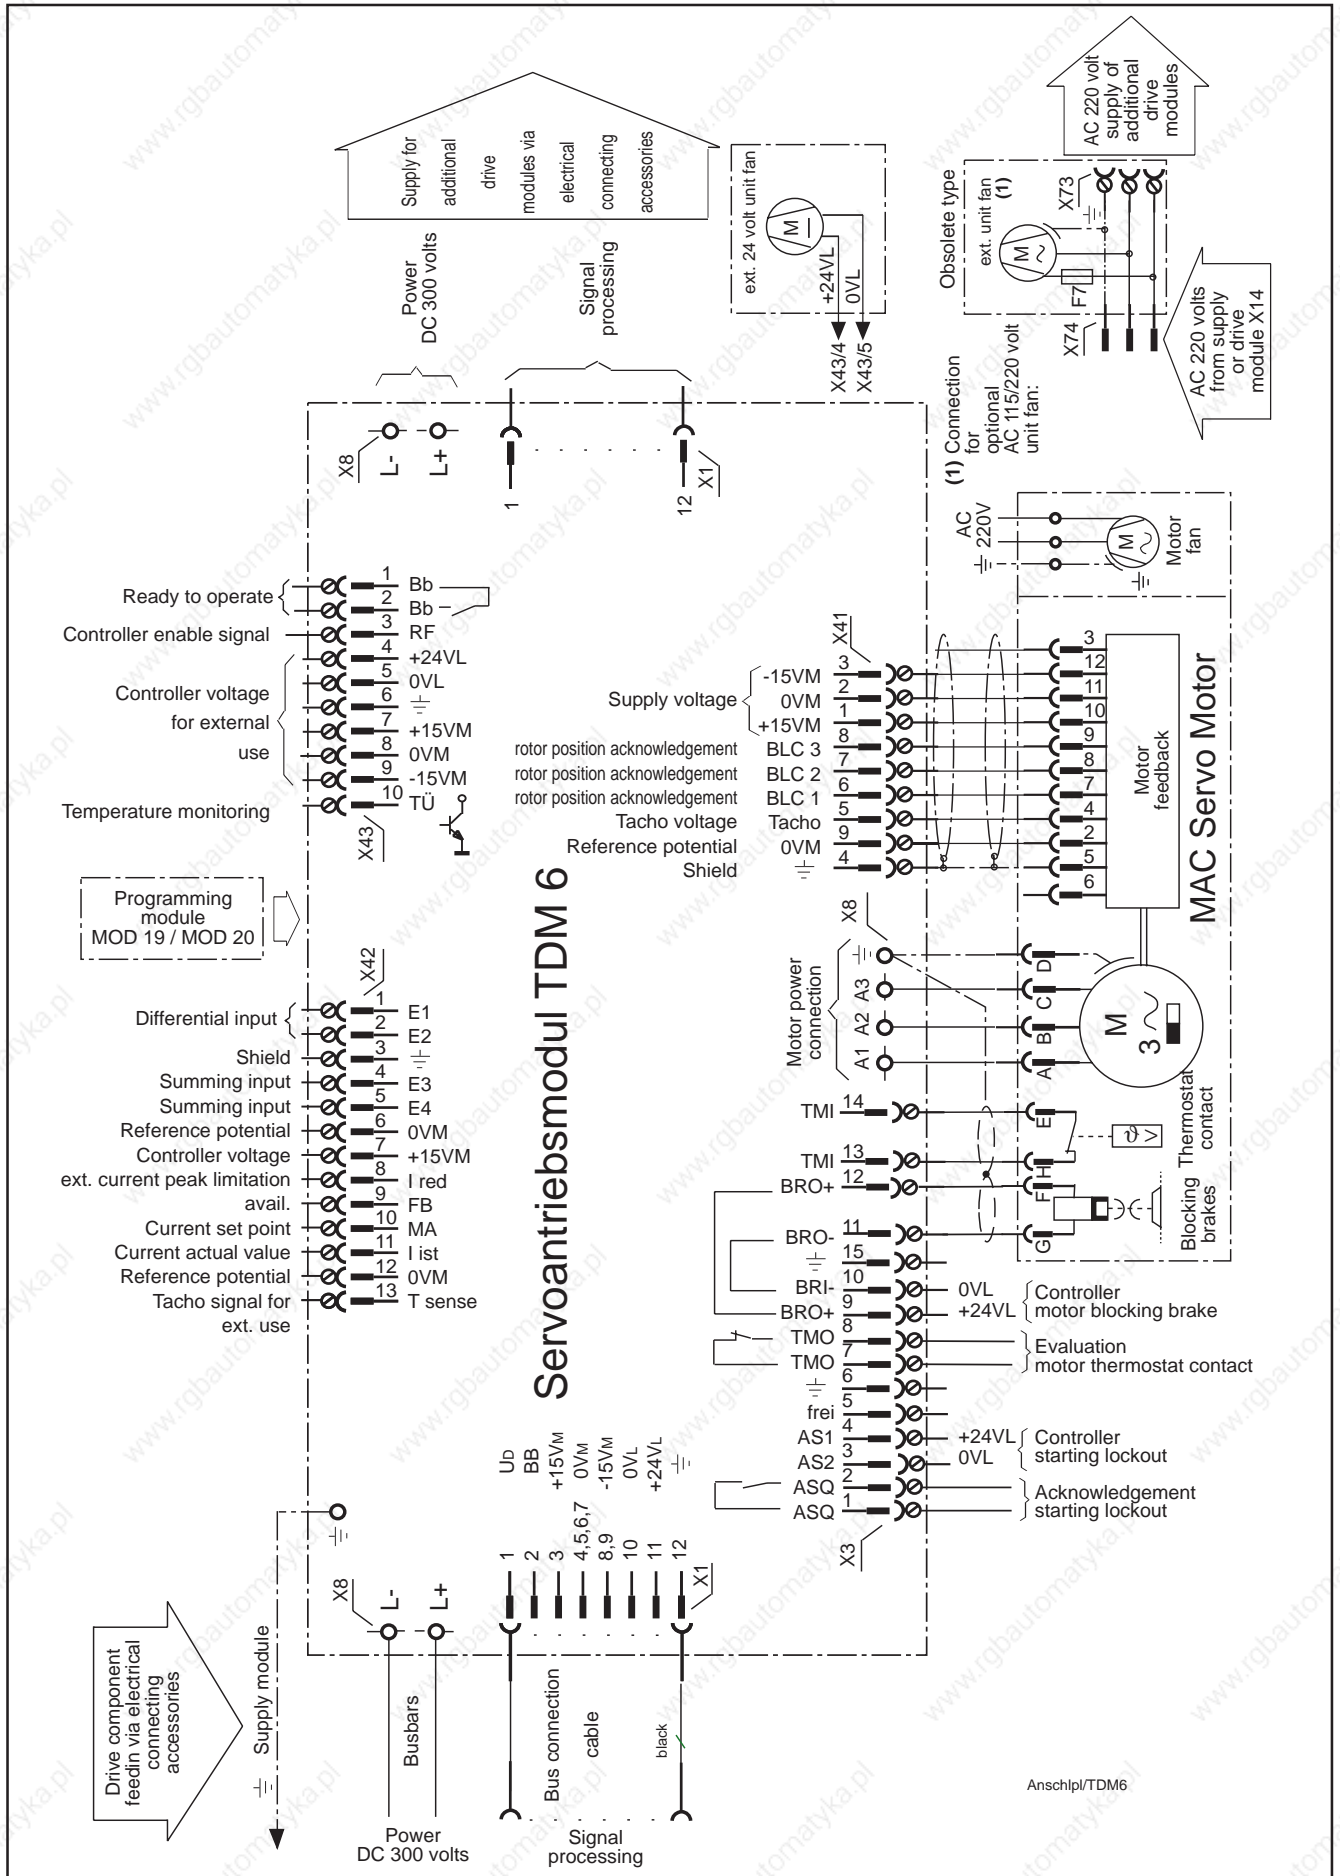 AC 220 volt
supply of
additional
drive
modules
Supply for
additional
drive
modules via
electrical
connecting
accessories
Power
DC 300 volts
Signal
processing
ext. 24 volt unit fan
M
+24VL
0VL
X43/4
X43/5
Obsolete type
ext. unit fan
(1)
M
F7
X73
X74
AC 220 volts
from supply
or drive
module X14
(1) Connection
for
optional
AC 115/220 volt
unit fan:
X8
L-
L+
1
12
X1
Ready to operate
1 Bb
2 Bb
Controller enable signal
3 RF
Controller voltage
for external
use
4 +24VL
5 0VL
6
7 +15VM
8 0VM
9 -15VM
Temperature monitoring
10 TÜ
X43
Programming
module
MOD 19 / MOD 20
X42
Differential input
1 E1
2 E2
Shield 3
Summing input 4 E3
Summing input 5 E4
Reference potential 6 0VM
Controller voltage 7 +15VM
ext. current peak limitation 8 I red
avail. 9 FB
Current set point 10 MA
Current actual value 11 I ist
Reference potential 12 0VM
Tacho signal for 13 T sense
ext. use
Servoantriebsmodul TDM 6
AC
220V
M
Motor
fan
X41
Supply voltage
-15VM 3 3
0VM 2 12
+15VM 1 11
rotor position acknowledgement BLC 3 8 10
rotor position acknowledgement BLC 2 7 9
rotor position acknowledgement BLC 1 6 8
Tacho voltage Tacho 5 7
Reference potential 0VM 9 4
Shield 4 2
5
6
Motor
feedback
MAC Servo Motor
X8
Motor power
connection
A3 A2 A1
D
C
B
A
M
3
TMI 14 E
TMI 13 H
BRO+ 12 F
BRO- 11 G
ϑ >
Thermostat
contact
Blocking
brakes
15
BRI- 10 0VL
BRO+ 9 +24VL
Controller
motor blocking brake
TMO 8
TMO 7
Evaluation
motor thermostat contact
6
frei 5
AS1 4 +24VL
AS2 3 0VL
Controller
starting lockout
ASQ 2
ASQ 1
Acknowledgement
starting lockout
X3
UD
BB
+15VM
0VM
-15VM
0VL
+24VL
1
2
3
4,5,6,7
8,9
10
11
12
X1
X8
L-
L+
Drive component
feedin via electrical
connecting
accessories
Supply module
Busbars
Bus connection
cable
black
Power
DC 300 volts
Signal
processing
Anschlpl/TDM6
www.rgbautomatyka.pl